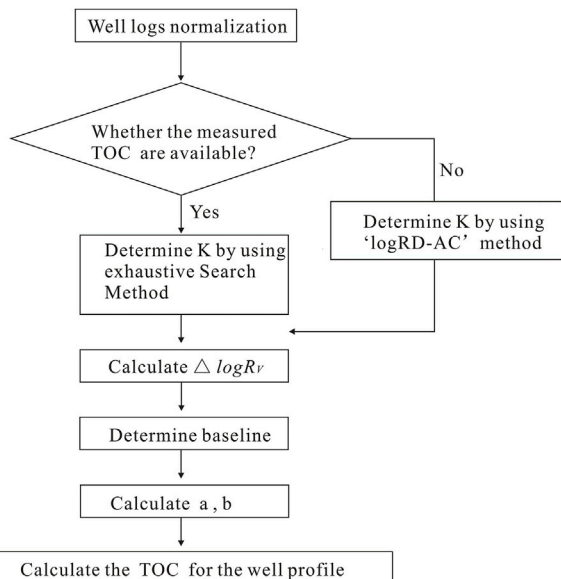 Well logs normalization
Whether the measured
TOC are available?
No
Yes
Determine K by using
‘logRD-AC’ method
Determine K by using
exhaustive Search
Method
Calculate △ logRv
Determine baseline
Calculate a , b
Calculate the TOC for the well profile